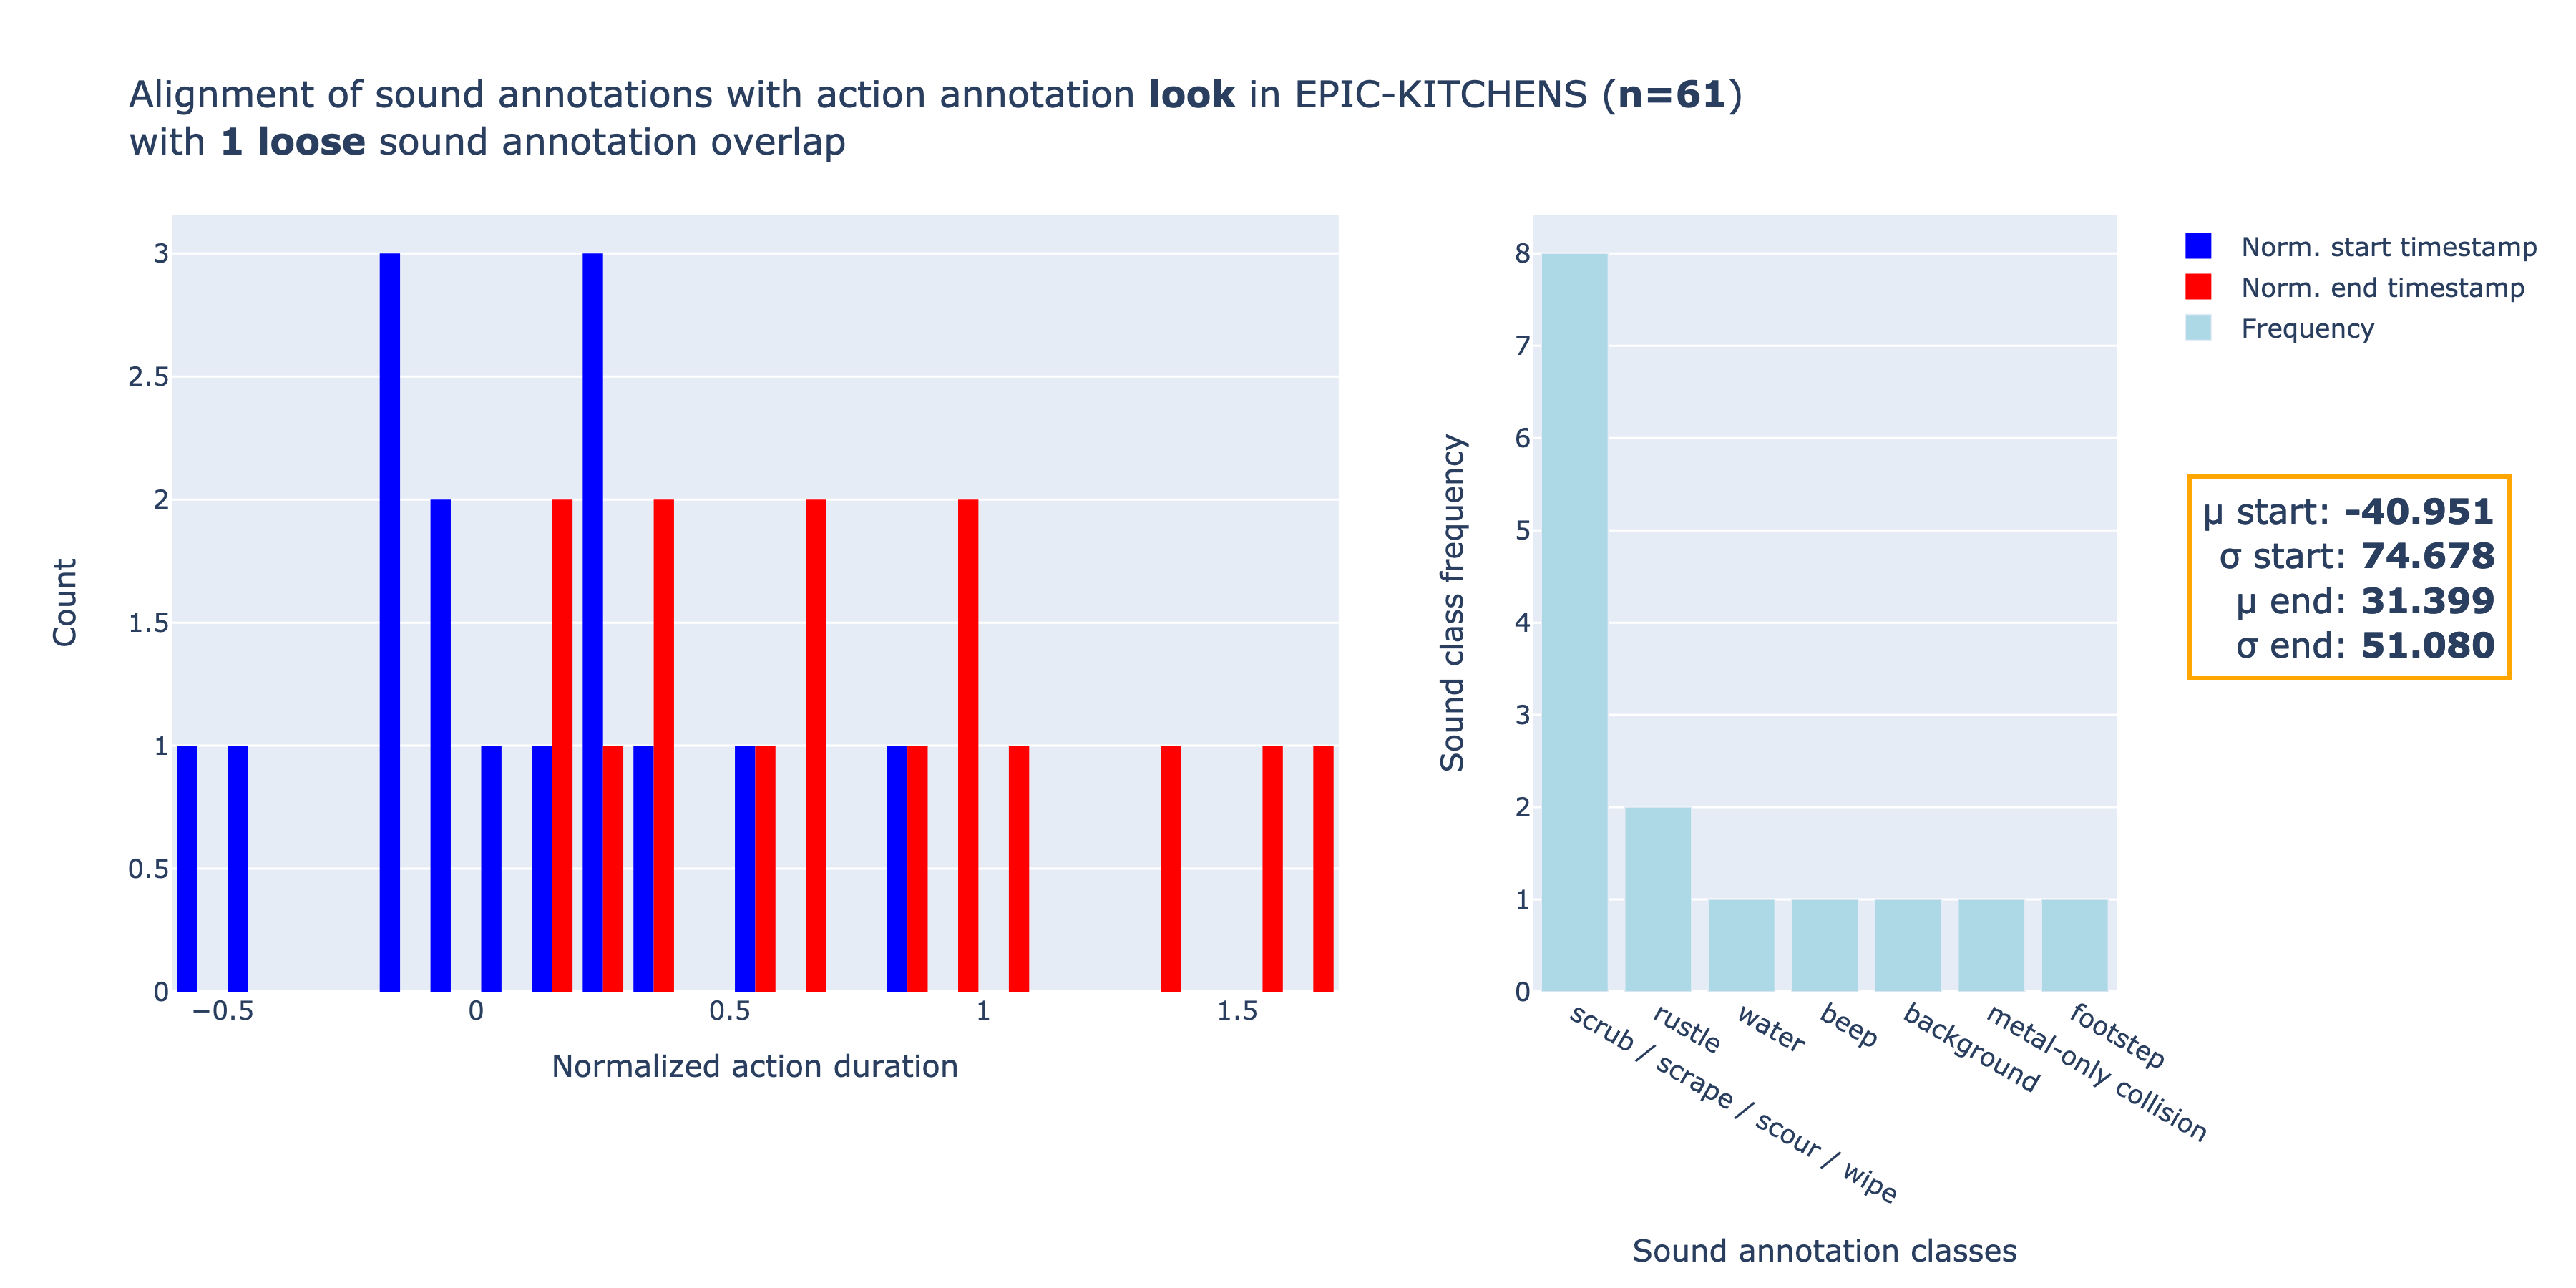 Alignment of sound annotations with action annotation look in EPIC-KITCHENS (n=61)
with 1 loose sound annotation overlap
3
2.5
2
1.5
1
0.5
0
Count
−0.5
0
0.5
1
1.5
Normalized action duration
8
7
6
5
4
3
2
1
0
Sound class frequency
scrub / scrape / scour / wipe
rustle
water
beep
background
metal-only collision
footstep
Sound annotation classes
Norm. start timestamp
Norm. end timestamp
Frequency
μ start: -40.951
σ start: 74.678
μ end: 31.399
σ end: 51.080